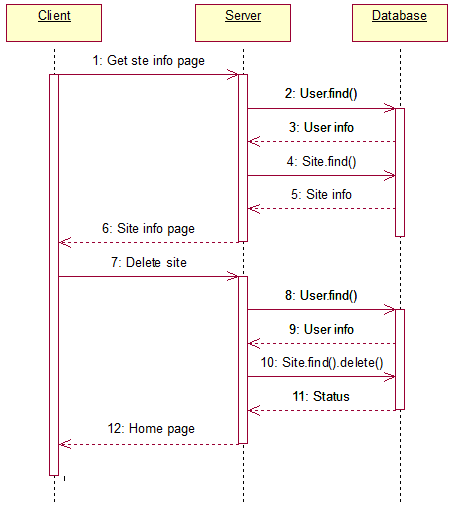 Client
Server
Database
1: Get ste info page
2: User.find()
3: User info
4: Site.find()
5: Site info
6: Site info page
7: Delete site
8: User.find()
9: User info
10: Site.find().delete()
11: Status
12: Home page